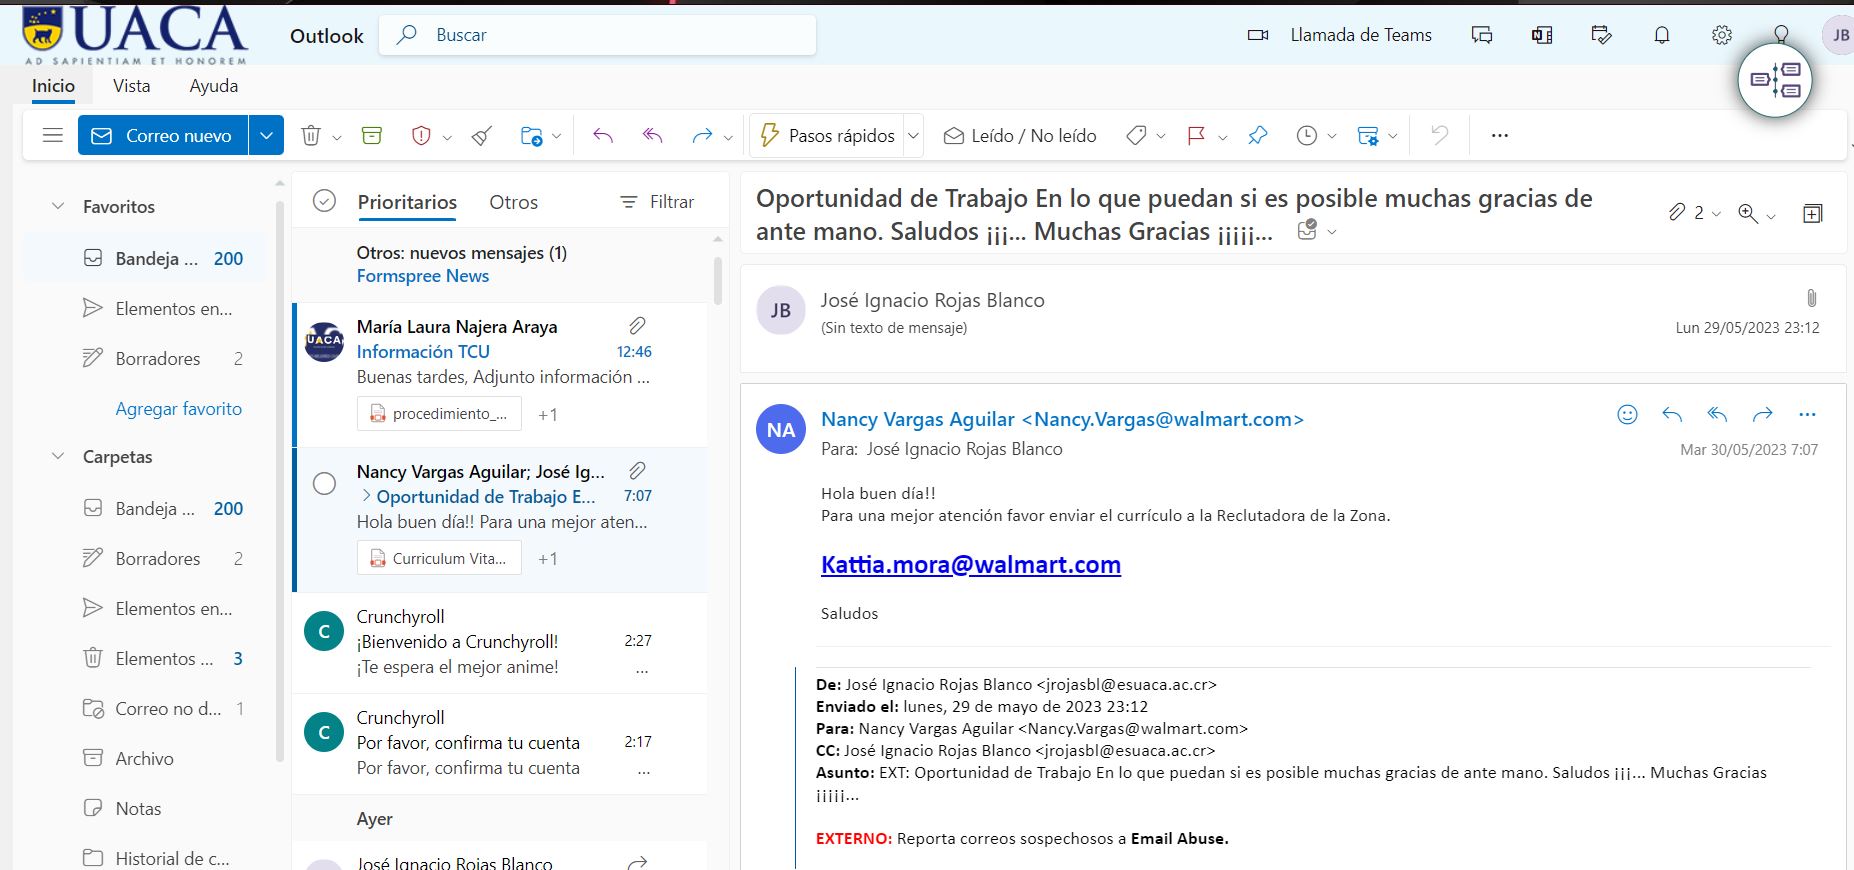 UACA
AD SAPIENTIAM ET HONOREM
Outlook
Buscar
Llamada de Teams
JB
Inicio
Vista
Ayuda
Correo nuevo
Pasos rápidos
Leído / No leído
Favoritos
Bandeja ... 200
Elementos en...
Borradores 2
Agregar favorito
Carpetas
Bandeja ... 200
Borradores 2
Elementos en...
Elementos ... 3
Correo no d... 1
Archivo
Notas
Historial de c...
Prioritarios
Otros
Filtrar
Otros: nuevos mensajes (1)
Formspree News
UACA
María Laura Najera Araya
Información TCU 12:46
Buenas tardes, Adjunto información ...
procedimiento_... +1
Nancy Vargas Aguilar; José Ig...
Oportunidad de Trabajo E... 7:07
Hola buen día!! Para una mejor aten...
Curriculum Vita... +1
C
Crunchyroll
¡Bienvenido a Crunchyroll! 2:27
¡Te espera el mejor anime! ...
C
Crunchyroll
Por favor, confirma tu cuenta 2:17
Por favor, confirma tu cuenta ...
Ayer
José Ignacio Rojas Blanco
Oportunidad de Trabajo En lo que puedan si es posible muchas gracias de
ante mano. Saludos ¡¡¡... Muchas Gracias ¡¡¡¡¡...
2
JB
José Ignacio Rojas Blanco
(Sin texto de mensaje)
Lun 29/05/2023 23:12
NA
Nancy Vargas Aguilar <Nancy.Vargas@walmart.com>
Para: José Ignacio Rojas Blanco
Mar 30/05/2023 7:07
Hola buen día!!
Para una mejor atención favor enviar el currículo a la Reclutadora de la Zona.
Kattia.mora@walmart.com
Saludos
De: José Ignacio Rojas Blanco <jrojasbl@esuaca.ac.cr>
Enviado el: lunes, 29 de mayo de 2023 23:12
Para: Nancy Vargas Aguilar <Nancy.Vargas@walmart.com>
CC: José Ignacio Rojas Blanco <jrojasbl@esuaca.ac.cr>
Asunto: EXT: Oportunidad de Trabajo En lo que puedan si es posible muchas gracias de ante mano. Saludos ¡¡¡... Muchas Gracias
¡¡¡¡¡...
EXTERNO: Reporta correos sospechosos a Email Abuse.